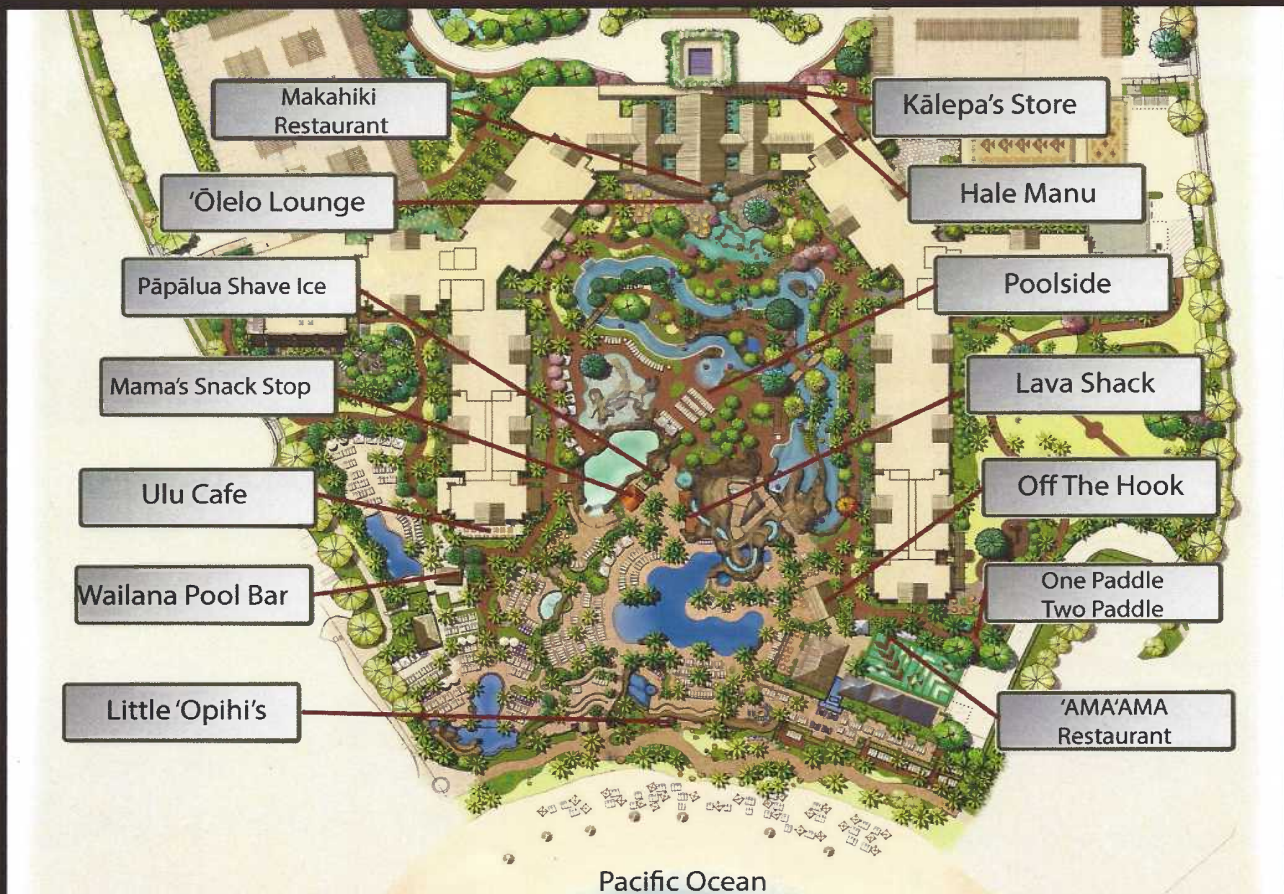 Makahiki
Restaurant
Kālepa's Store
'Ōlelo Lounge
Hale Manu
Pāpālua Shave Ice
Poolside
Mama's Snack Stop
Lava Shack
Ulu Cafe
Off The Hook
Wailana Pool Bar
One Paddle
Two Paddle
Little 'Opihi's
'AMA'AMA
Restaurant
Pacific Ocean